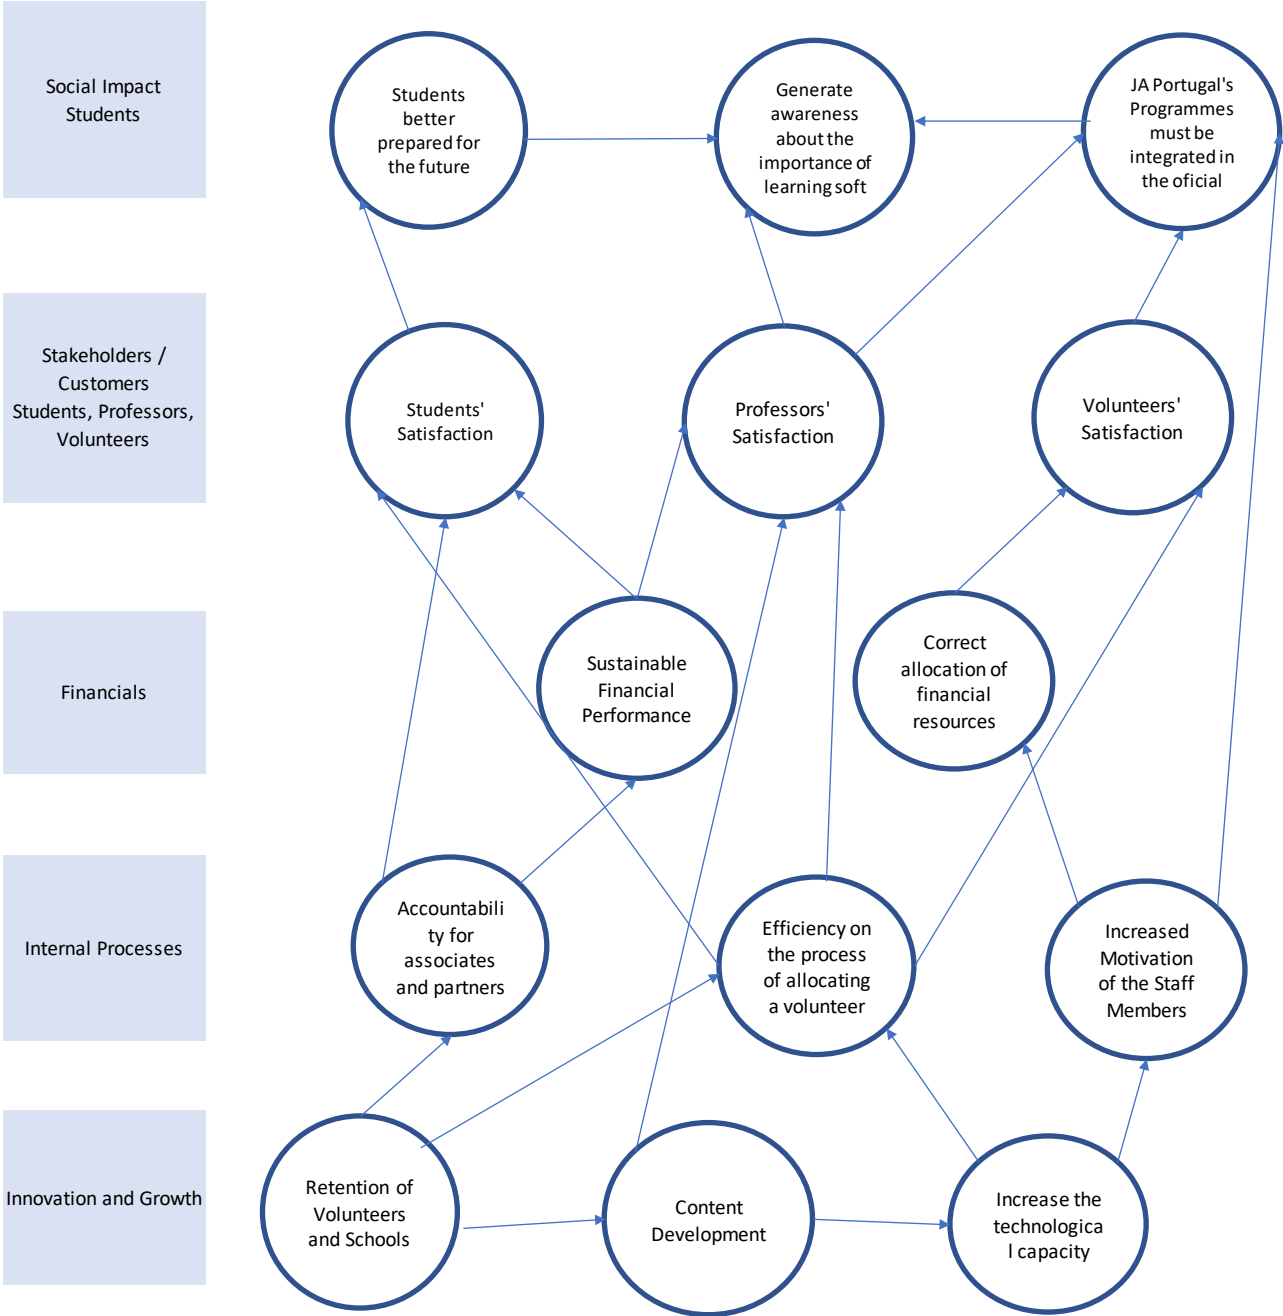 Social Impact
Students
Students
better
prepared for
the future
Generate
awareness
about the
importance of
learning soft
JA Portugal's
Programmes
must be
integrated in
the oficial
Stakeholders /
Customers
Students, Professors,
Volunteers
Students'
Satisfaction
Professors'
Satisfaction
Volunteers'
Satisfaction
Financials
Sustainable
Financial
Performance
Correct
allocation of
financial
resources
Internal Processes
Accountabili
ty for
associates
and partners
Efficiency on
the process
of allocating
a volunteer
Increased
Motivation
of the Staff
Members
Innovation and Growth
Retention of
Volunteers
and Schools
Content
Development
Increase the
technologica
l capacity